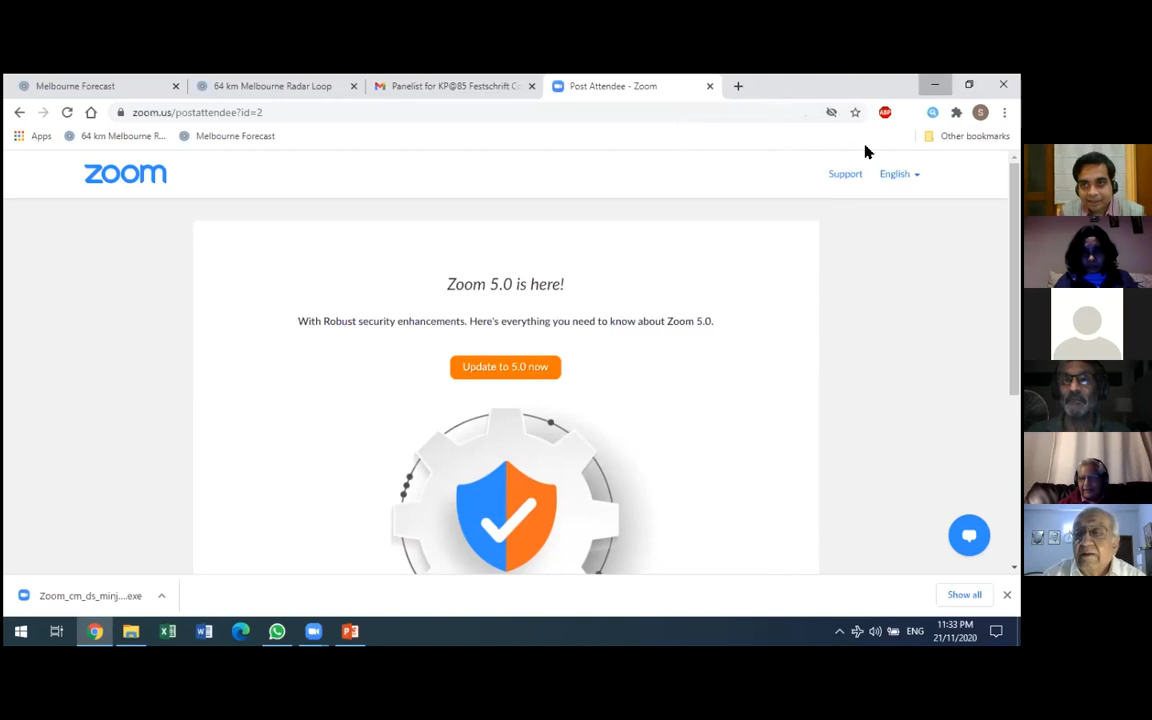 Melbourne Forecast
64 km Melbourne Radar Loop
Panelist for KP@85 Festschrift Co
Post Attendee - Zoom
zoom.us/postattendee?id=2
ABP
S
Apps
64 km Melbourne R...
Melbourne Forecast
Other bookmarks
zoom
Support
English
Zoom 5.0 is here!
With Robust security enhancements. Here's everything you need to know about Zoom 5.0.
Update to 5.0 now
Zoom_cm_ds_minj....exe
Show all
ENG
11:33 PM
21/11/2020